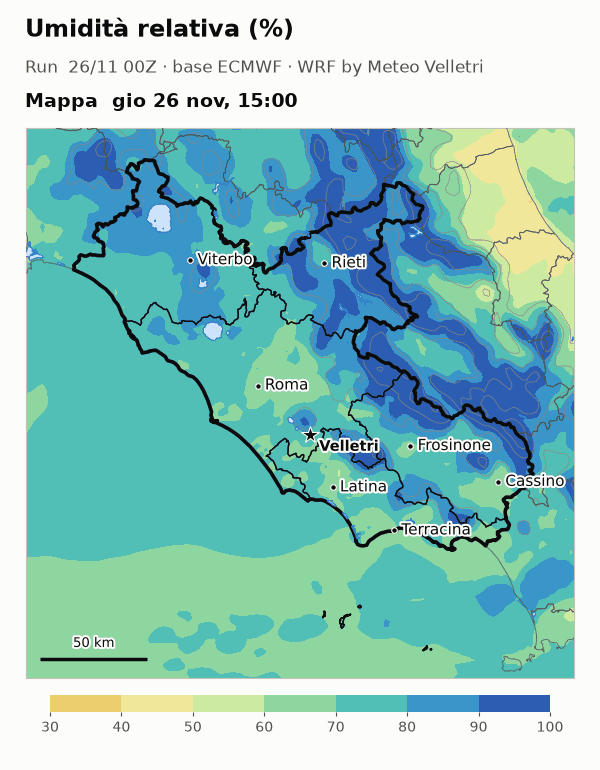 Umidità relativa (%)
Run 26/11 00Z · base ECMWF · WRF by Meteo Velletri
Mappa gio 26 nov, 15:00
Viterbo
Rieti
Roma
Velletri
Frosinone
Cassino
Latina
Terracina
50 km
30 40 50 60 70 80 90 100